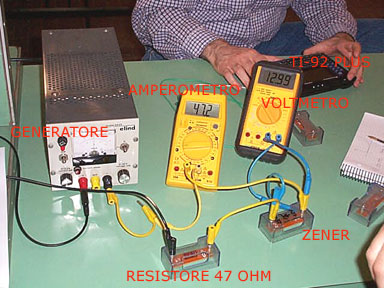 TI-92 PLUS
AMPEROMETRO
12.99
VOLTMETRO
47.2
GENERATORE
elind
ZENER
RESISTORE 47 OHM